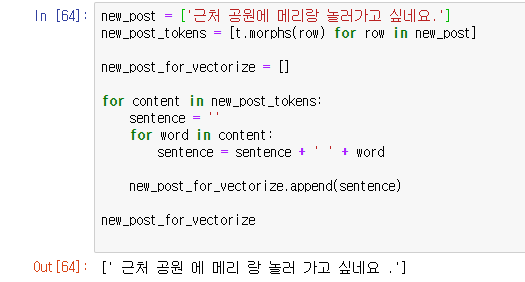 In [64]: new_post = ['근처 공원에 메리랑 놀러가고 싶네요.']
new_post_tokens = [t.morphs(row) for row in new_post]
new_post_for_vectorize = []
for content in new_post_tokens:
    sentence = ''
    for word in content:
        sentence = sentence + ' ' + word
    new_post_for_vectorize.append(sentence)
new_post_for_vectorize
Out[64]: [' 근처 공원 에 메리 랑 놀러 가고 싶네요 .']